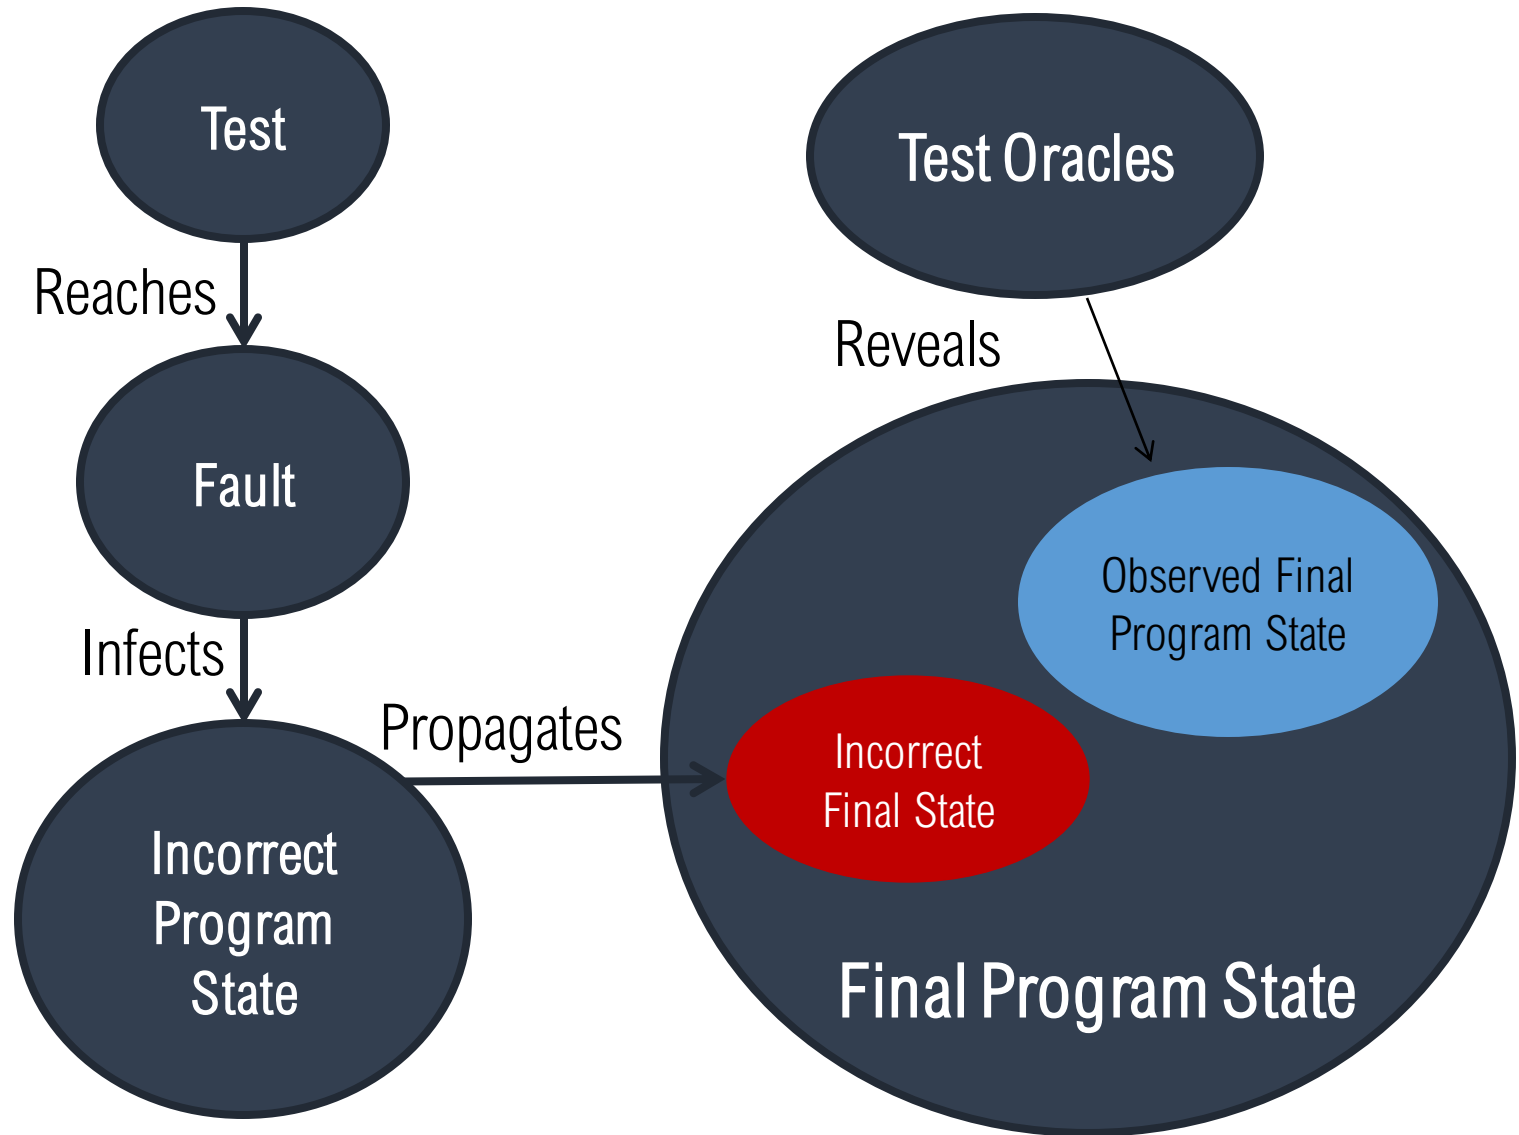 Test
Test Oracles
Reaches
Reveals
Fault
Observed Final
Program State
Infects
Propagates
Incorrect
Final State
Incorrect
Program
State
Final Program State